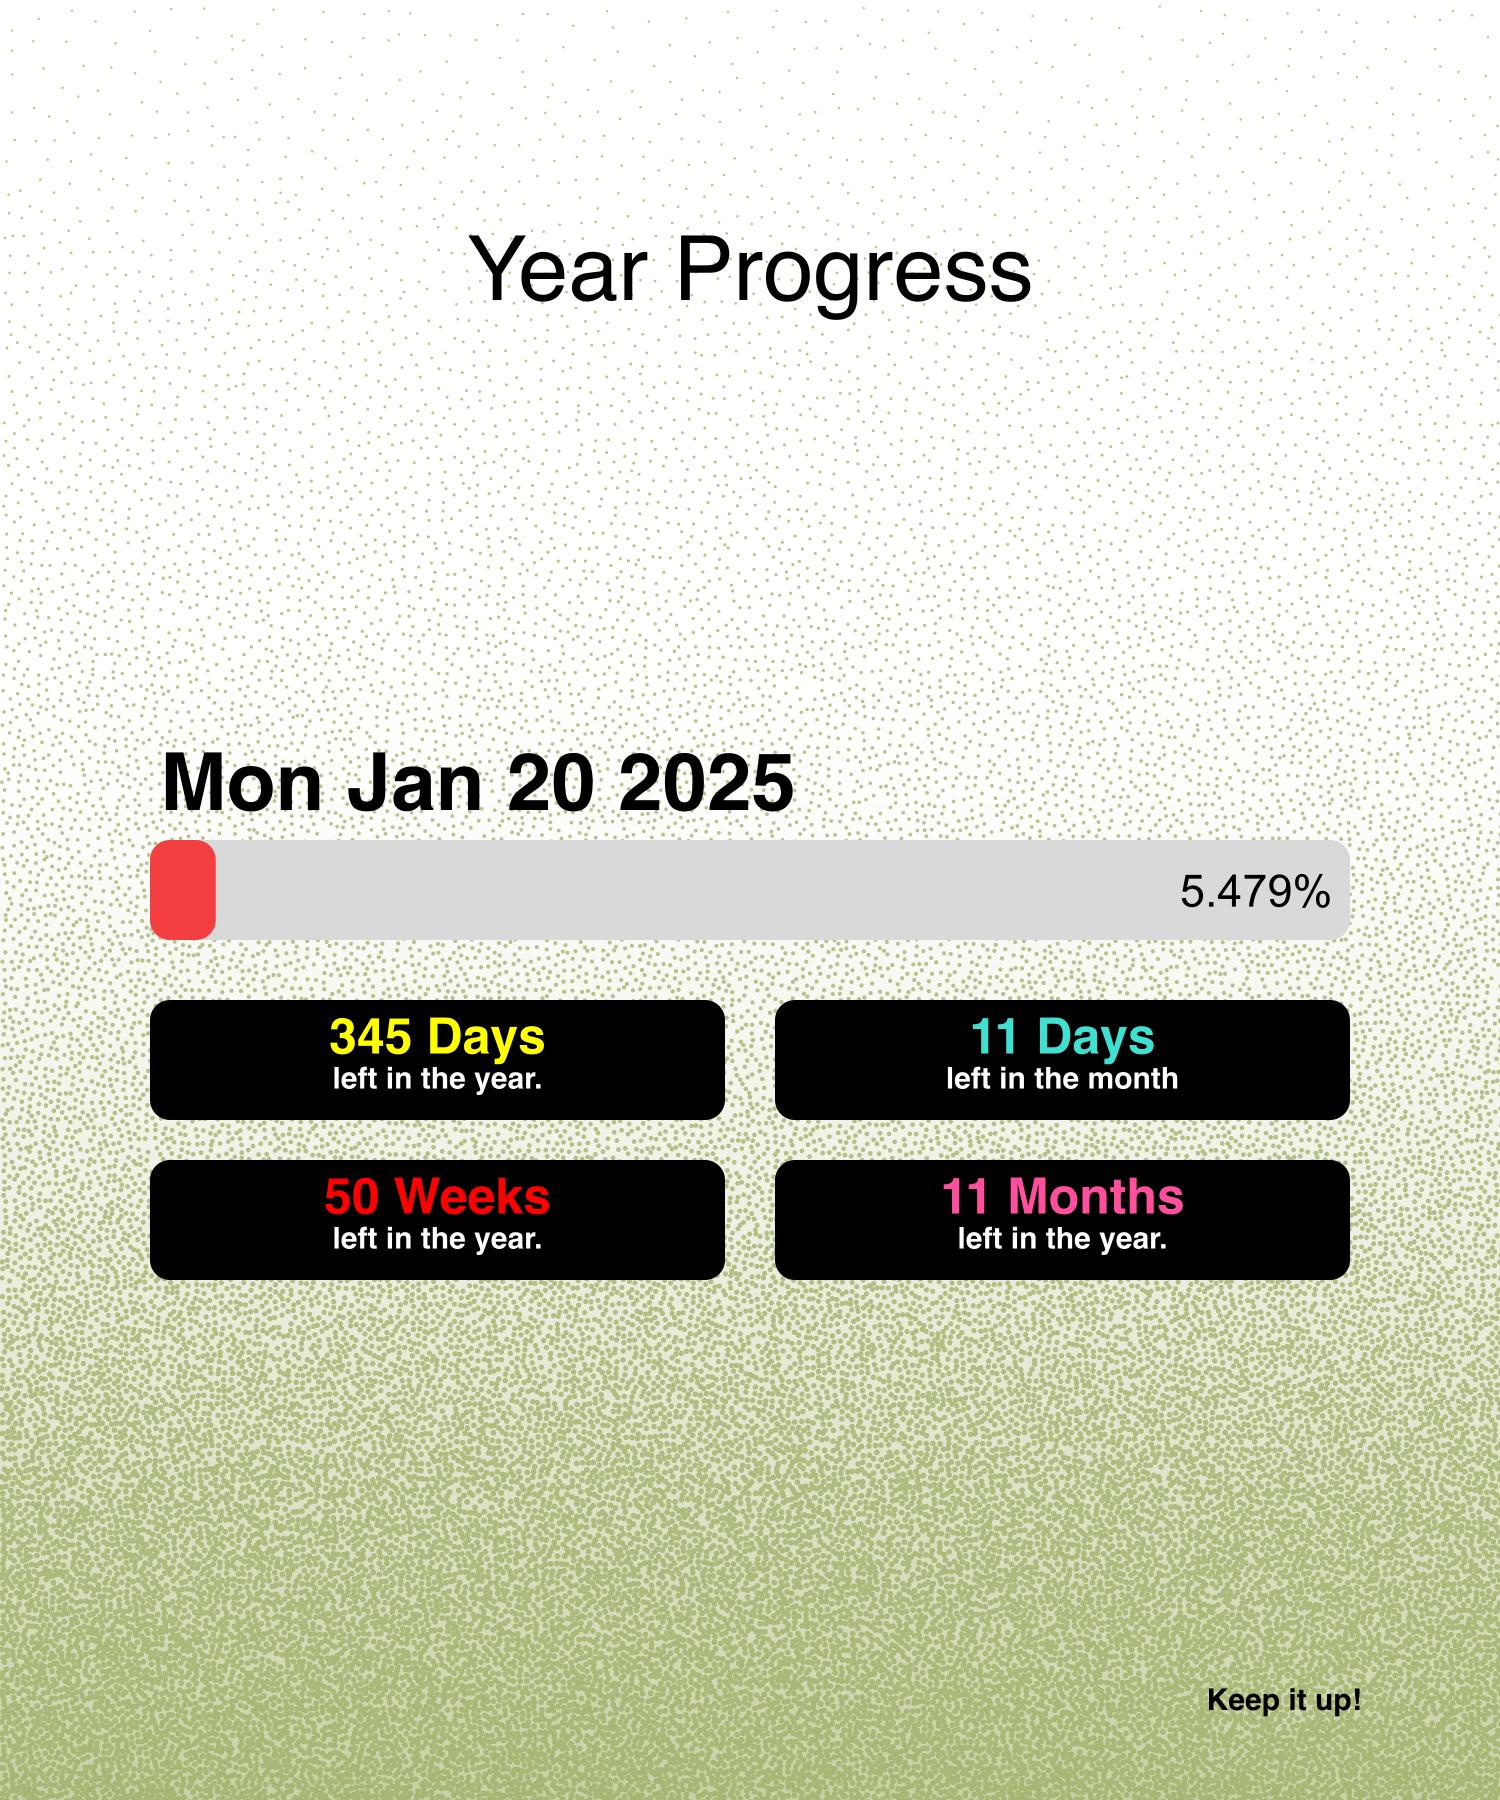 Year Progress
Mon Jan 20 2025
5.479%
345 Days
left in the year.
11 Days
left in the month
50 Weeks
left in the year.
11 Months
left in the year.
Keep it up!